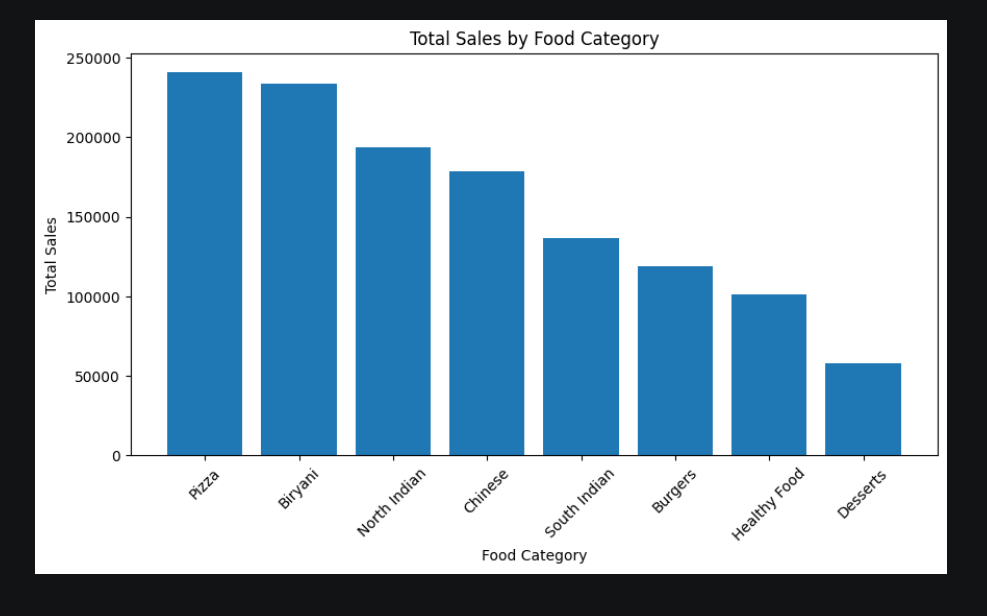 Total Sales by Food Category
Total Sales
250000
200000
150000
100000
50000
0
Pizza
Biryani
North Indian
Chinese
South Indian
Burgers
Healthy Food
Desserts
Food Category